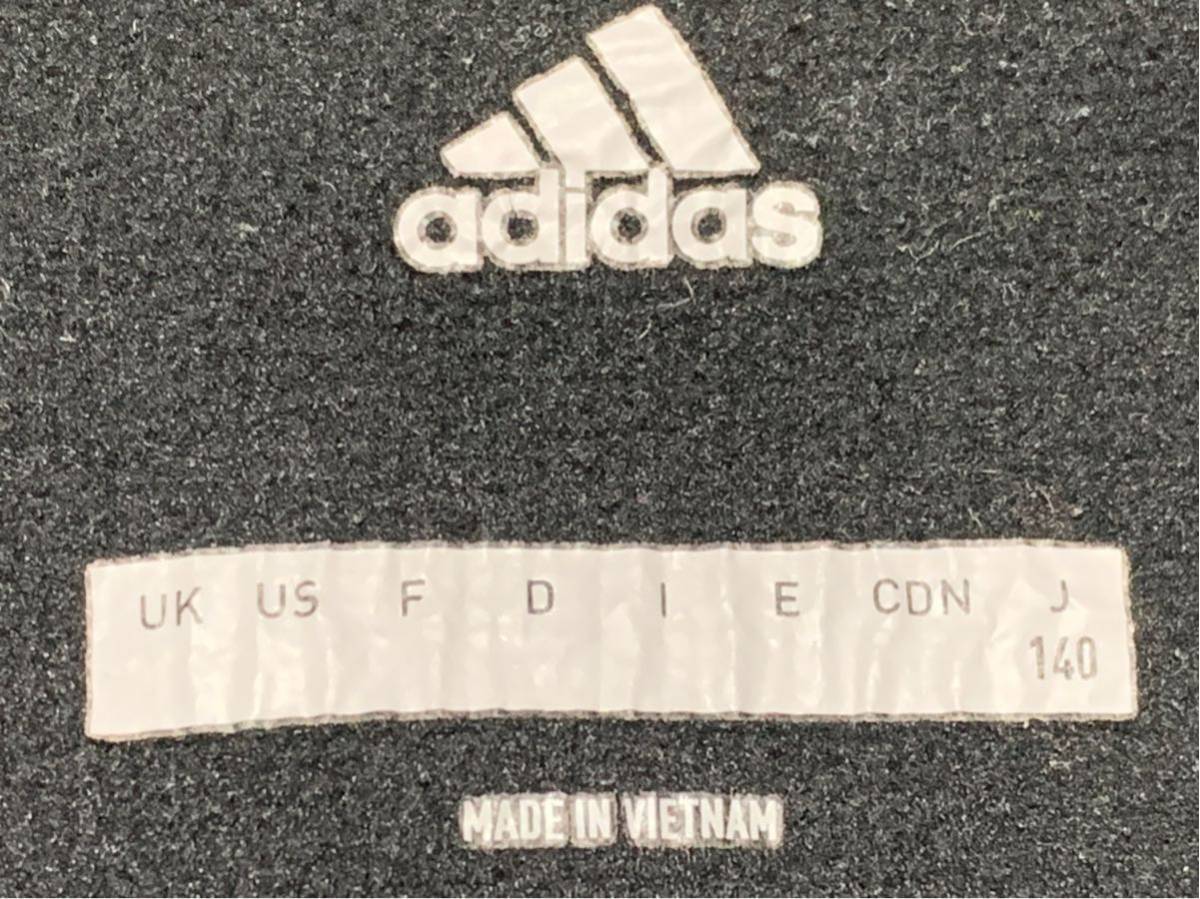 adidas
UK US F D I E CDN J
140
MADE IN VIETNAM